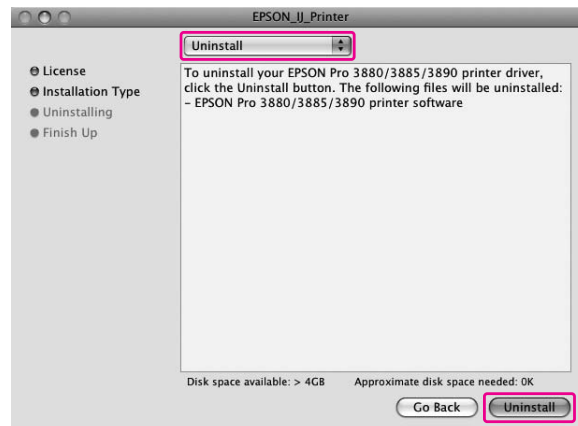 EPSON_IJ_Printer
Uninstall
License
Installation Type
Uninstalling
Finish Up
To uninstall your EPSON Pro 3880/3885/3890 printer driver,
click the Uninstall button. The following files will be uninstalled:
– EPSON Pro 3880/3885/3890 printer software
Disk space available: > 4GB Approximate disk space needed: 0K
Go Back Uninstall